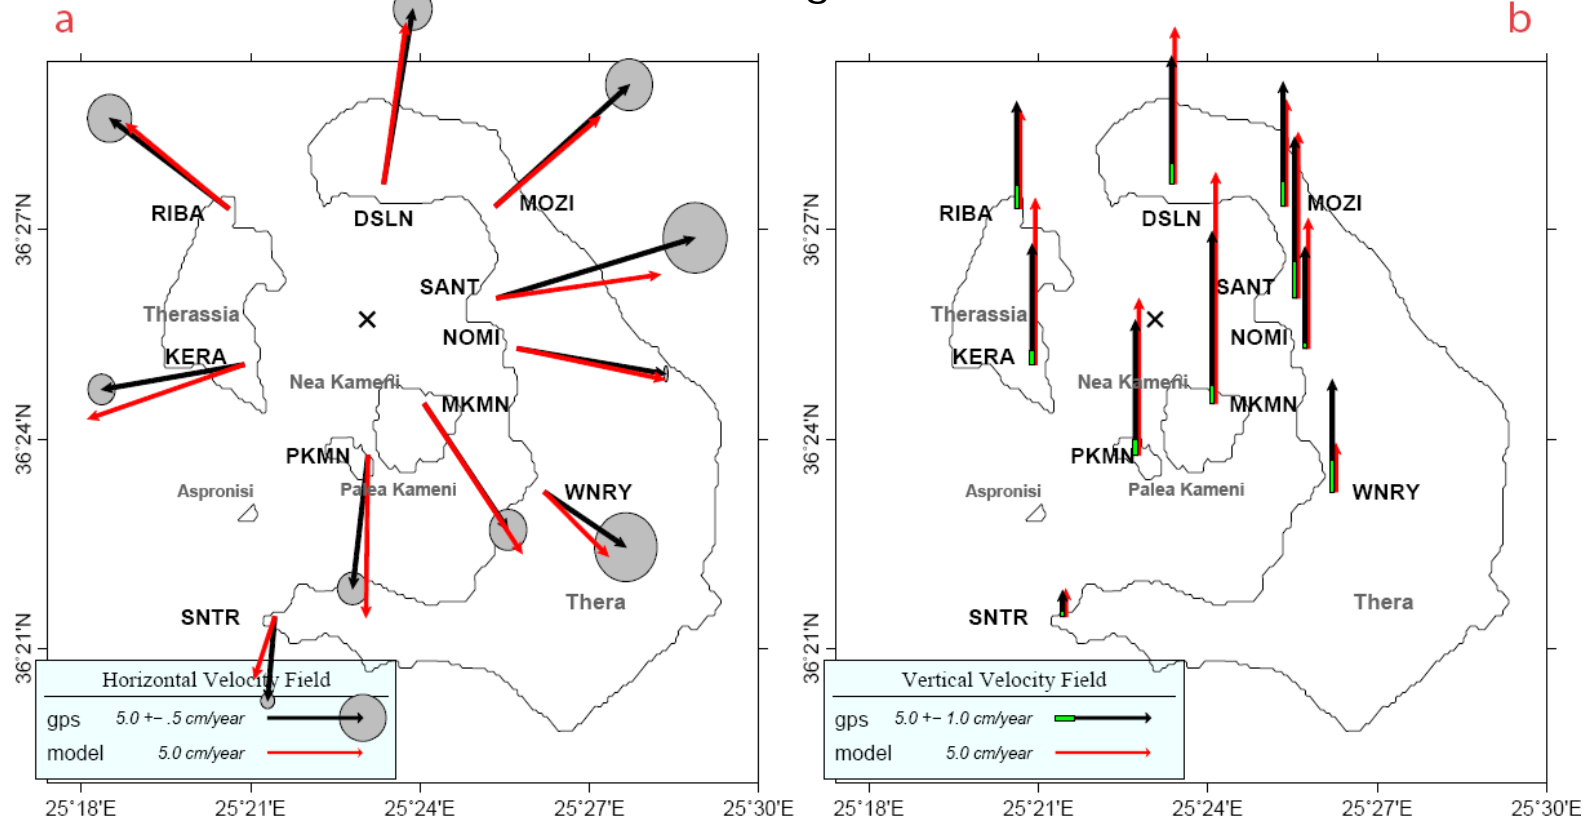 a
b
RIBA
DSLN
MOZI
SANT
Therassia
NOMI
KERA
Nea Kameni
MKMN
PKMN
Palea Kameni
Aspronisi
WNRY
SNTR
Thera
Horizontal Velocity Field
gps 5.0 +− .5 cm/year
model 5.0 cm/year
36°27'N
36°24'N
36°21'N
25°18'E 25°21'E 25°24'E 25°27'E 25°30'E
RIBA
DSLN
MOZI
SANT
Therassia
NOMI
KERA
Nea Kameni
MKMN
PKMN
Palea Kameni
Aspronisi
WNRY
SNTR
Thera
Vertical Velocity Field
gps 5.0 +− 1.0 cm/year
model 5.0 cm/year
36°27'N
36°24'N
36°21'N
25°18'E 25°21'E 25°24'E 25°27'E 25°30'E